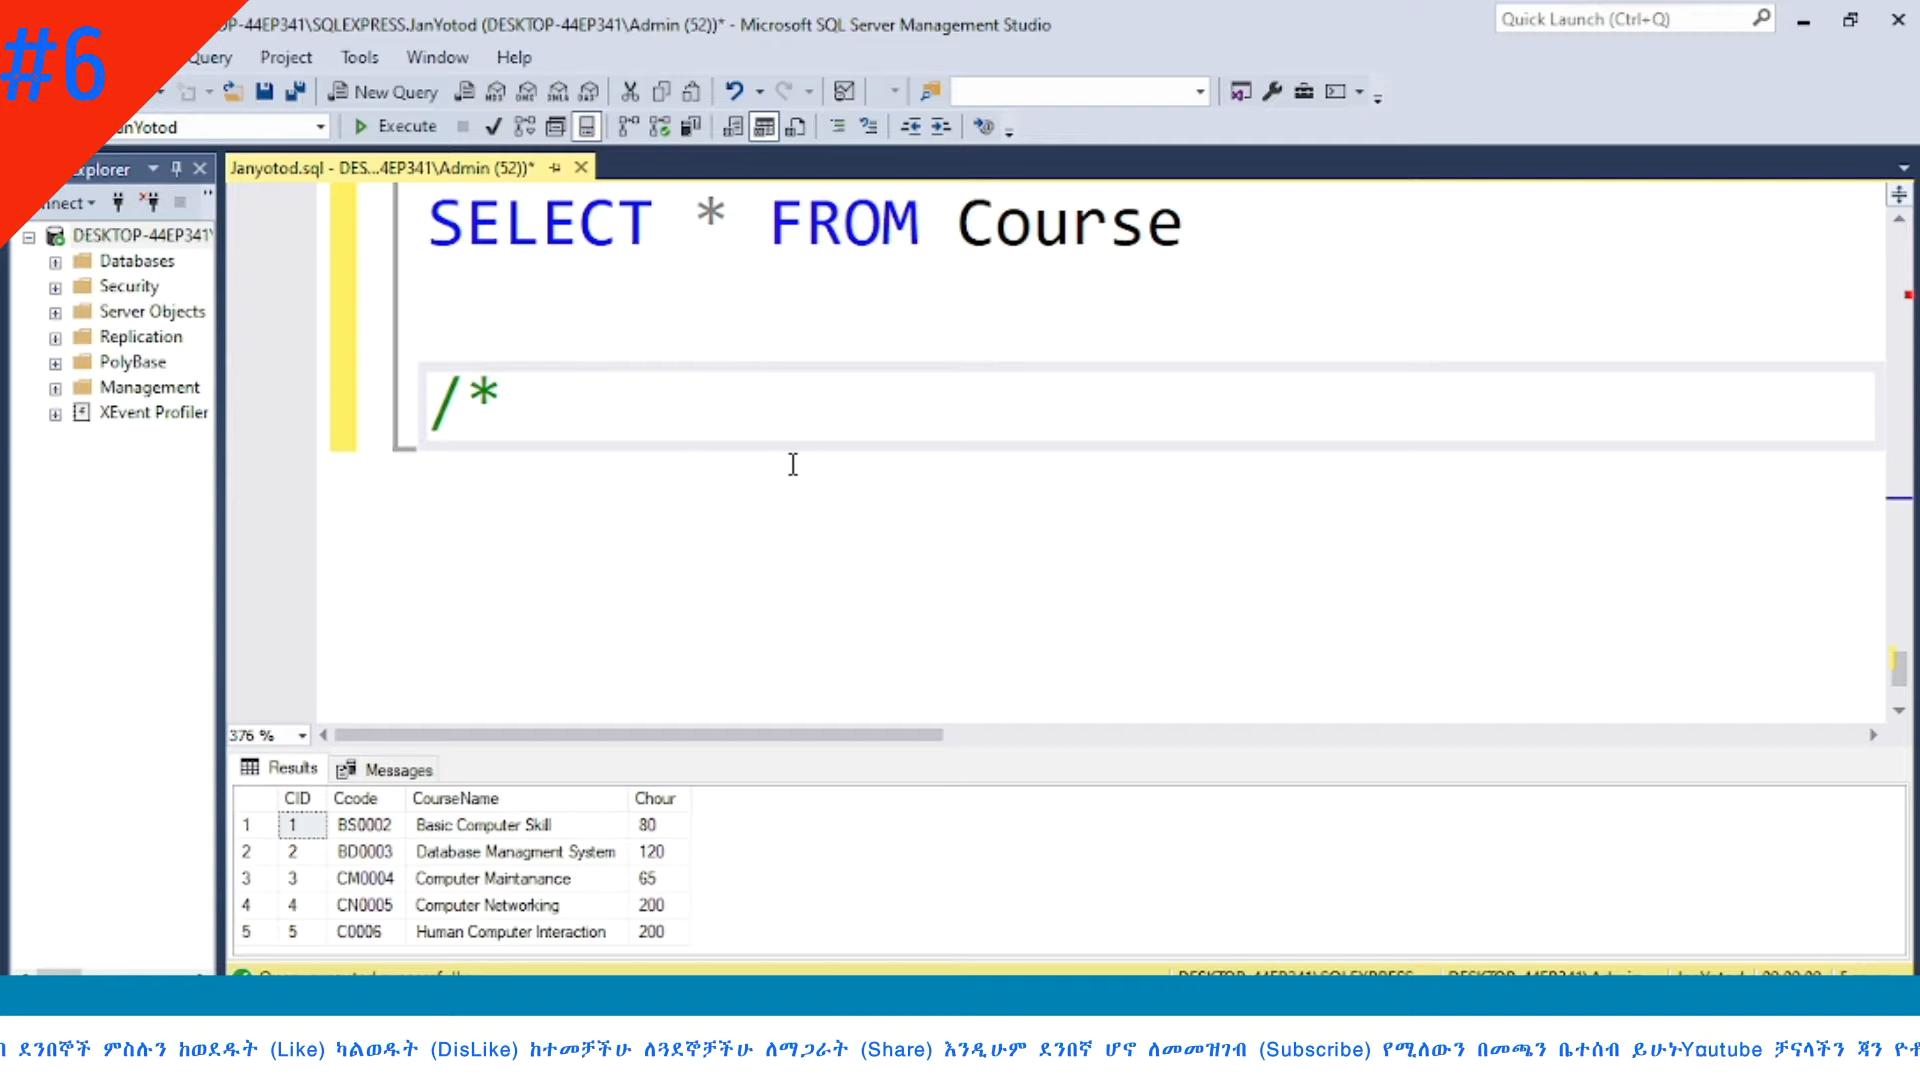 #6
P-44EP341\SQLEXPRESS.JanYotod (DESKTOP-44EP341\Admin (52))* - Microsoft SQL Server Management Studio
Quick Launch (Ctrl+Q)
Query Project Tools Window Help
New Query
nYotod
Execute
xplorer
Janyotod.sql - DES...4EP341\Admin (52))*
nnect
DESKTOP-44EP341\
Databases
Security
Server Objects
Replication
PolyBase
Management
XEvent Profiler
SELECT * FROM Course
/*
376 %
Results Messages
CID Ccode CourseName Chour
1 1 BS0002 Basic Computer Skill 80
2 2 BD0003 Database Managment System 120
3 3 CM0004 Computer Maintanance 65
4 4 CN0005 Computer Networking 200
5 5 C0006 Human Computer Interaction 200
ደንበኞች ምስሉን ከወደዱት (Like) ካልወዱት (DisLike) ከተመቻችሁ ለጓደኞቻችሁ ለማጋራት (Share) እንዲሁም ደንበኛ ሆኖ ለመመዝገብ (Subscribe) የሚለውን በመጫን ቤተሰብ ይሁኑ Youtube ቻናላችን ጃን ዮቶ